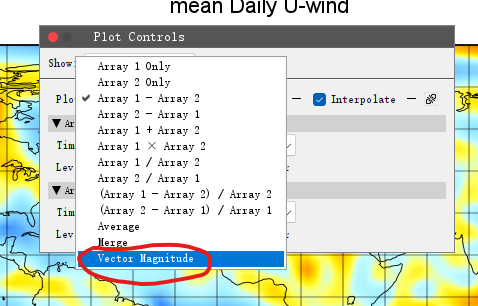 mean Daily U-wind
Plot Controls
Show:
Array 1 Only
Array 2 Only
Array 1 - Array 2
Array 2 - Array 1
Array 1 + Array 2
Array 1 × Array 2
Array 1 / Array 2
Array 2 / Array 1
(Array 1 - Array 2) / Array 2
(Array 2 - Array 1) / Array 1
Average
Merge
Vector Magnitude
Plo
Interpolate
Ar
Tim
Lev
Ar
Tim
Lev